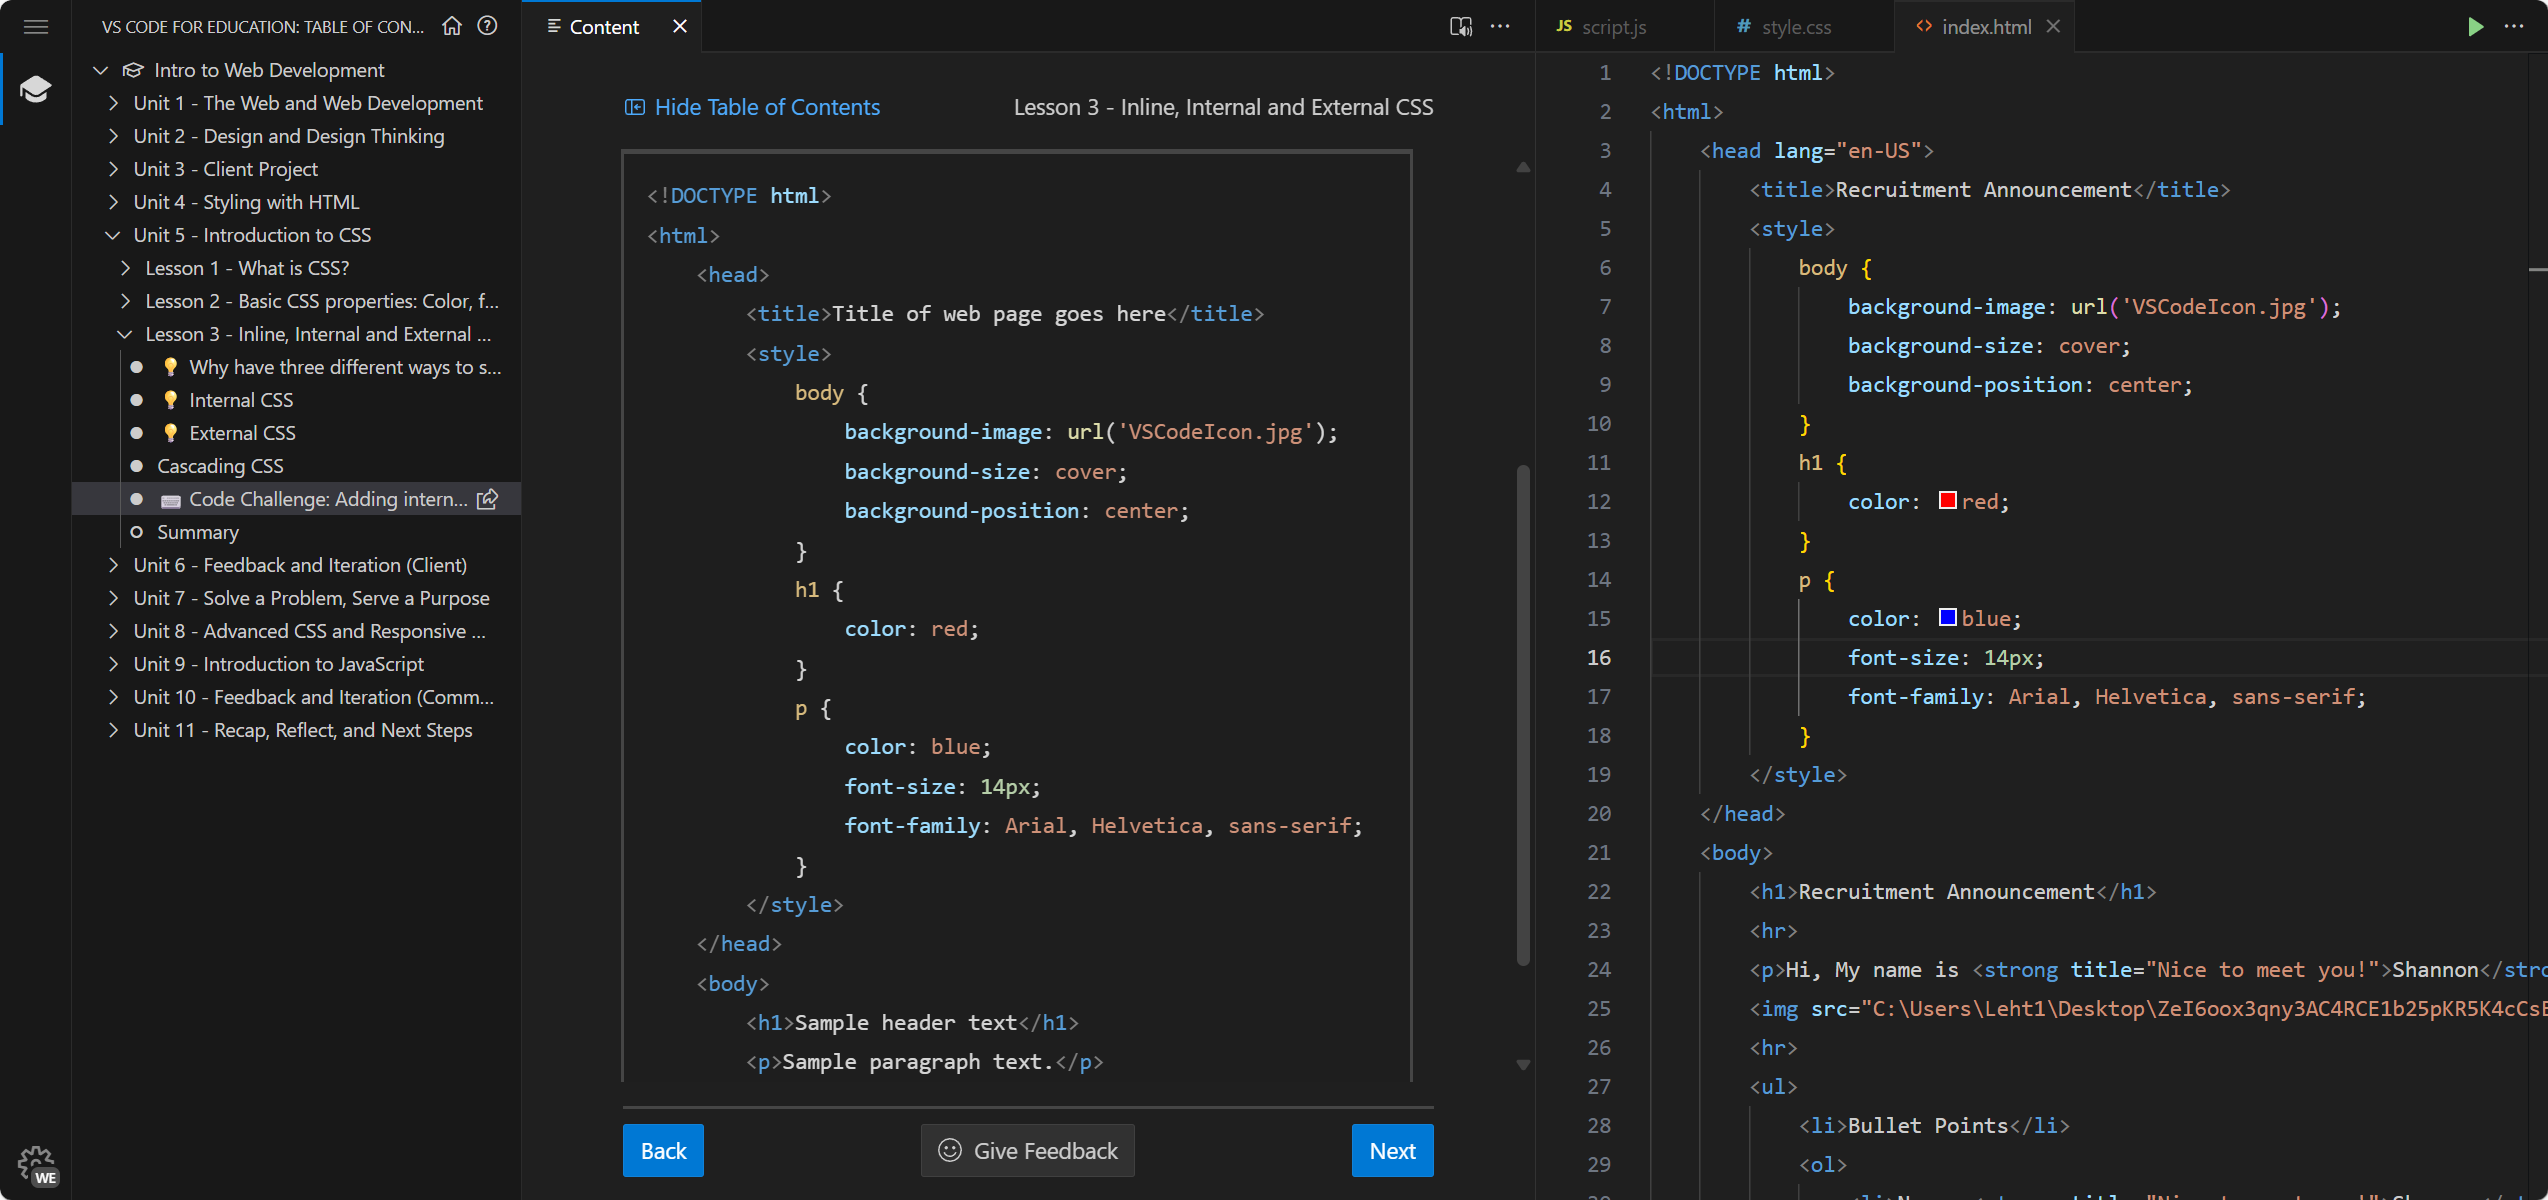 VS CODE FOR EDUCATION: TABLE OF CON...
Intro to Web Development
Unit 1 - The Web and Web Development
Unit 2 - Design and Design Thinking
Unit 3 - Client Project
Unit 4 - Styling with HTML
Unit 5 - Introduction to CSS
Lesson 1 - What is CSS?
Lesson 2 - Basic CSS properties: Color, f...
Lesson 3 - Inline, Internal and External ...
Why have three different ways to s...
Internal CSS
External CSS
Cascading CSS
Code Challenge: Adding intern...
Summary
Unit 6 - Feedback and Iteration (Client)
Unit 7 - Solve a Problem, Serve a Purpose
Unit 8 - Advanced CSS and Responsive ...
Unit 9 - Introduction to JavaScript
Unit 10 - Feedback and Iteration (Comm...
Unit 11 - Recap, Reflect, and Next Steps
WE
Content
Hide Table of Contents
Lesson 3 - Inline, Internal and External CSS
<!DOCTYPE html>
<html>
<head>
<title>Title of web page goes here</title>
<style>
body {
background-image: url('VSCodeIcon.jpg');
background-size: cover;
background-position: center;
}
h1 {
color: red;
}
p {
color: blue;
font-size: 14px;
font-family: Arial, Helvetica, sans-serif;
}
</style>
</head>
<body>
<h1>Sample header text</h1>
<p>Sample paragraph text.</p>
Back
Give Feedback
Next
JS script.js
# style.css
<> index.html
1 <!DOCTYPE html>
2 <html>
3 <head lang="en-US">
4 <title>Recruitment Announcement</title>
5 <style>
6 body {
7 background-image: url('VSCodeIcon.jpg');
8 background-size: cover;
9 background-position: center;
10 }
11 h1 {
12 color: red;
13 }
14 p {
15 color: blue;
16 font-size: 14px;
17 font-family: Arial, Helvetica, sans-serif;
18 }
19 </style>
20 </head>
21 <body>
22 <h1>Recruitment Announcement</h1>
23 <hr>
24 <p>Hi, My name is <strong title="Nice to meet you!">Shannon</stro
25 <img src="C:\Users\Leht1\Desktop\ZeI6oox3qny3AC4RCE1b25pKR5K4cCsE
26 <hr>
27 <ul>
28 <li>Bullet Points</li>
29 <ol>